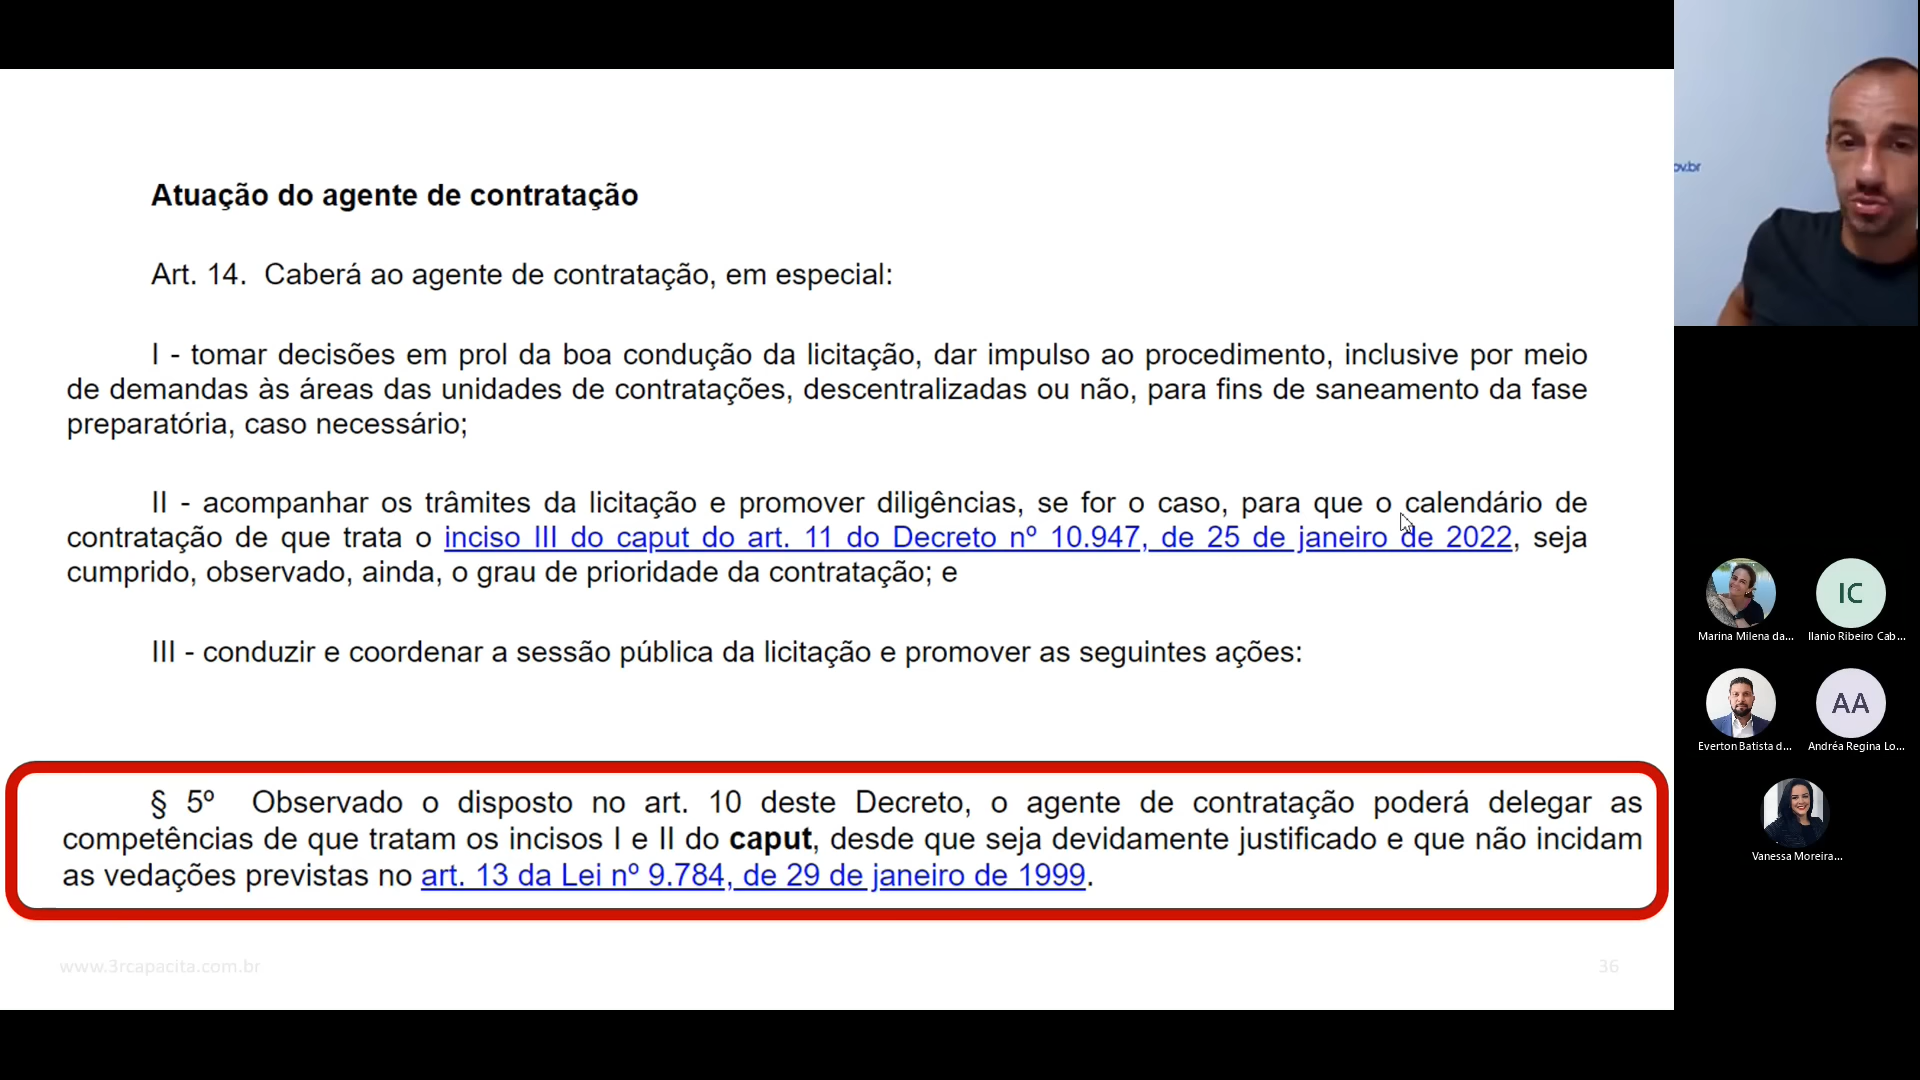 Atuação do agente de contratação
Art. 14.  Caberá ao agente de contratação, em especial:
I - tomar decisões em prol da boa condução da licitação, dar impulso ao procedimento, inclusive por meio
de demandas às áreas das unidades de contratações, descentralizadas ou não, para fins de saneamento da fase
preparatória, caso necessário;
II - acompanhar os trâmites da licitação e promover diligências, se for o caso, para que o calendário de
contratação de que trata o inciso III do caput do art. 11 do Decreto nº 10.947, de 25 de janeiro de 2022, seja
cumprido, observado, ainda, o grau de prioridade da contratação; e
III - conduzir e coordenar a sessão pública da licitação e promover as seguintes ações:
§ 5º  Observado o disposto no art. 10 deste Decreto, o agente de contratação poderá delegar as
competências de que tratam os incisos I e II do caput, desde que seja devidamente justificado e que não incidam
as vedações previstas no art. 13 da Lei nº 9.784, de 29 de janeiro de 1999.
www.3rcapacita.com.br
36
ov.br
IC
Marina Milena da...
Ilanio Ribeiro Cab...
AA
Everton Batista d...
Andréa Regina Lo...
Vanessa Moreira...